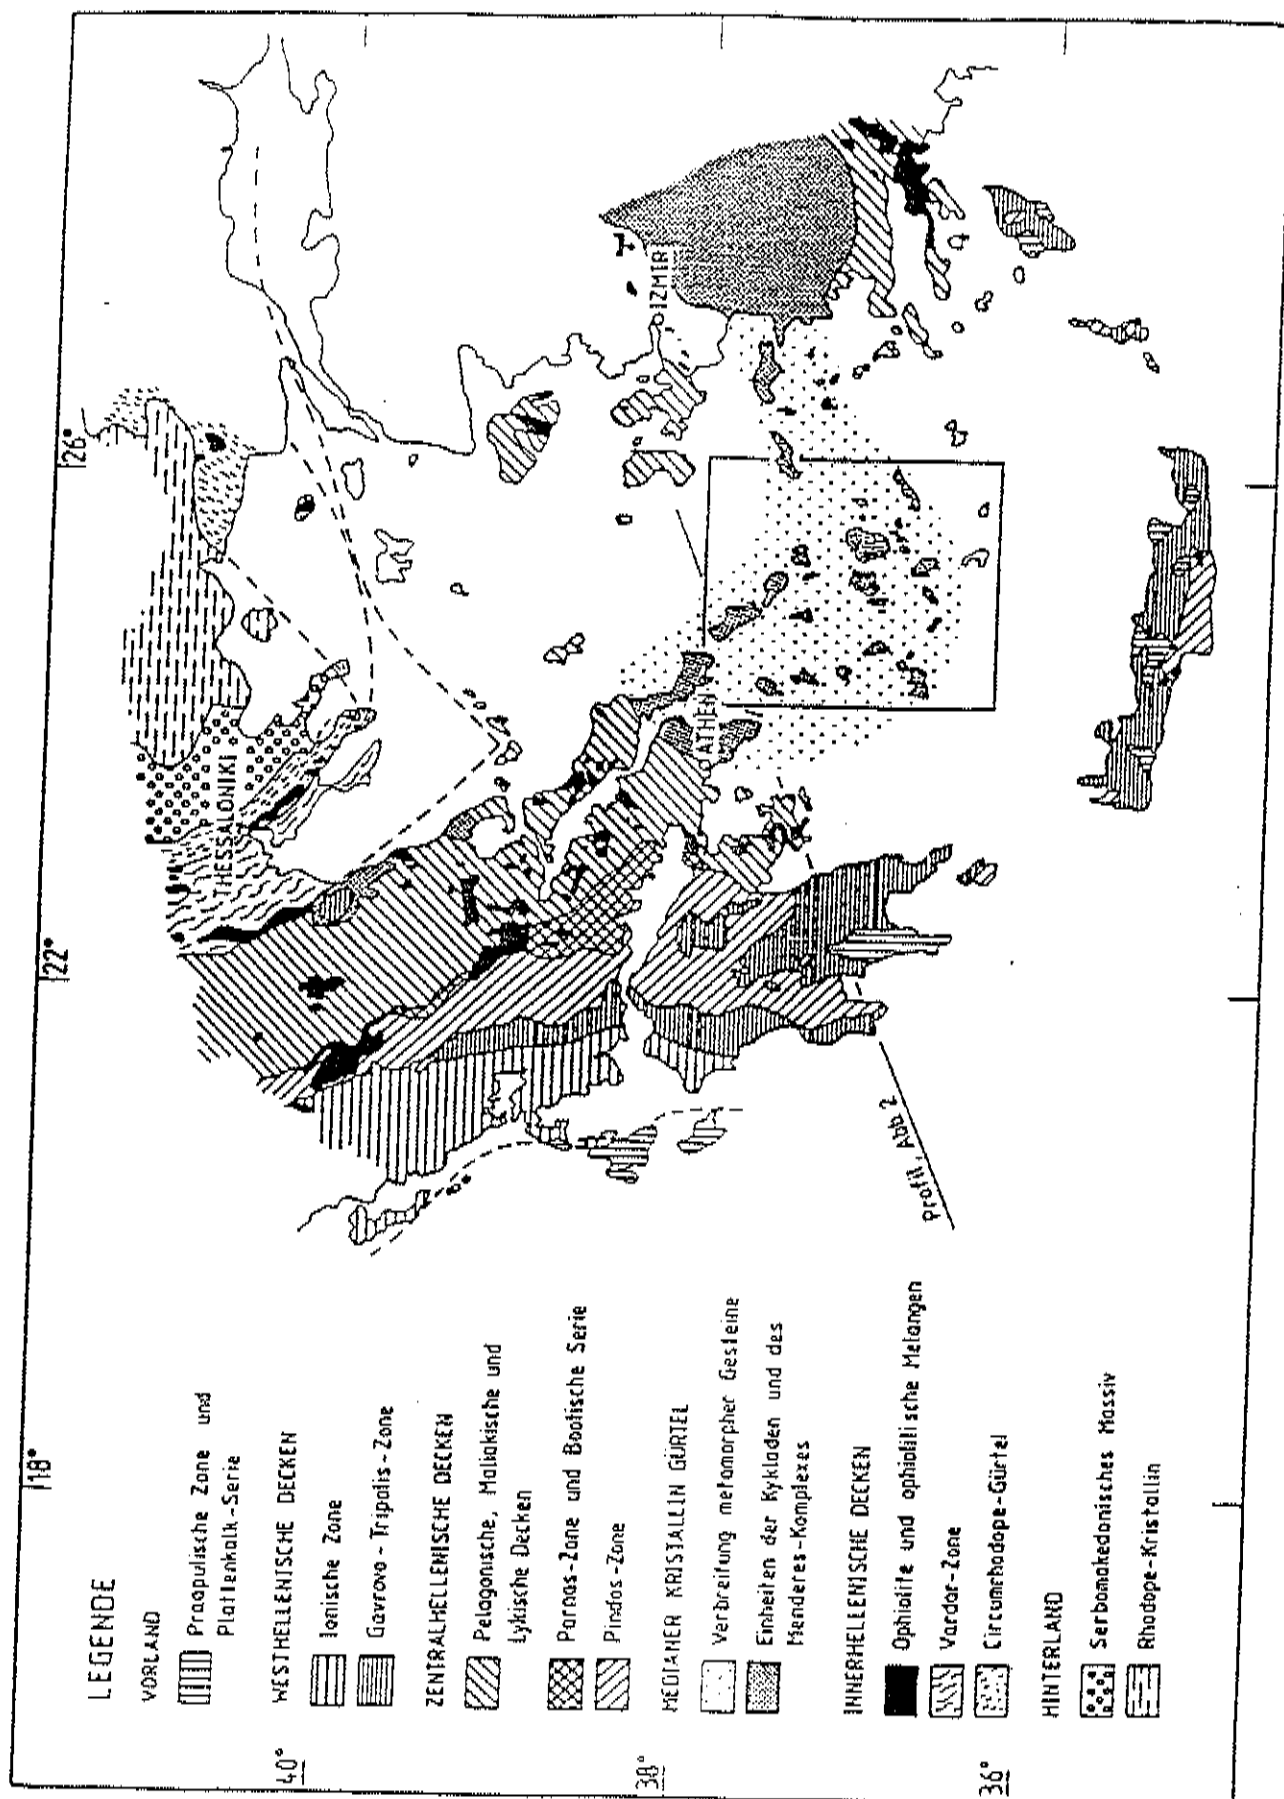 LEGENDE
VORLAND
Praapulische Zone und
Plattenkalk-Serie
WESTHELLENISCHE DECKEN
Ionische Zone
Gavrovo-Tripolis-Zone
ZENTRALHELLENISCHE DECKEN
Pelagonische, Maliakische und
Lykische Decken
Parnas-Zone und Bootische Serie
Pindos-Zone
MEDIANER KRISTALLIN GÜRTEL
Verbreitung metamorpher Gesteine
Einheiten der Kykladen und des
Menderes-Komplexes
INNERHELLENISCHE DECKEN
Ophiolite und ophiolilische Melangen
Vardar-Zone
Circumrhodope-Gürtel
HINTERLAND
Serbomakedonisches Massiv
Rhodope-Kristallin
18°
22°
26°
40°
38°
36°
THESSALONIKI
ATHEN
IZMIR
Profil, Abb 2